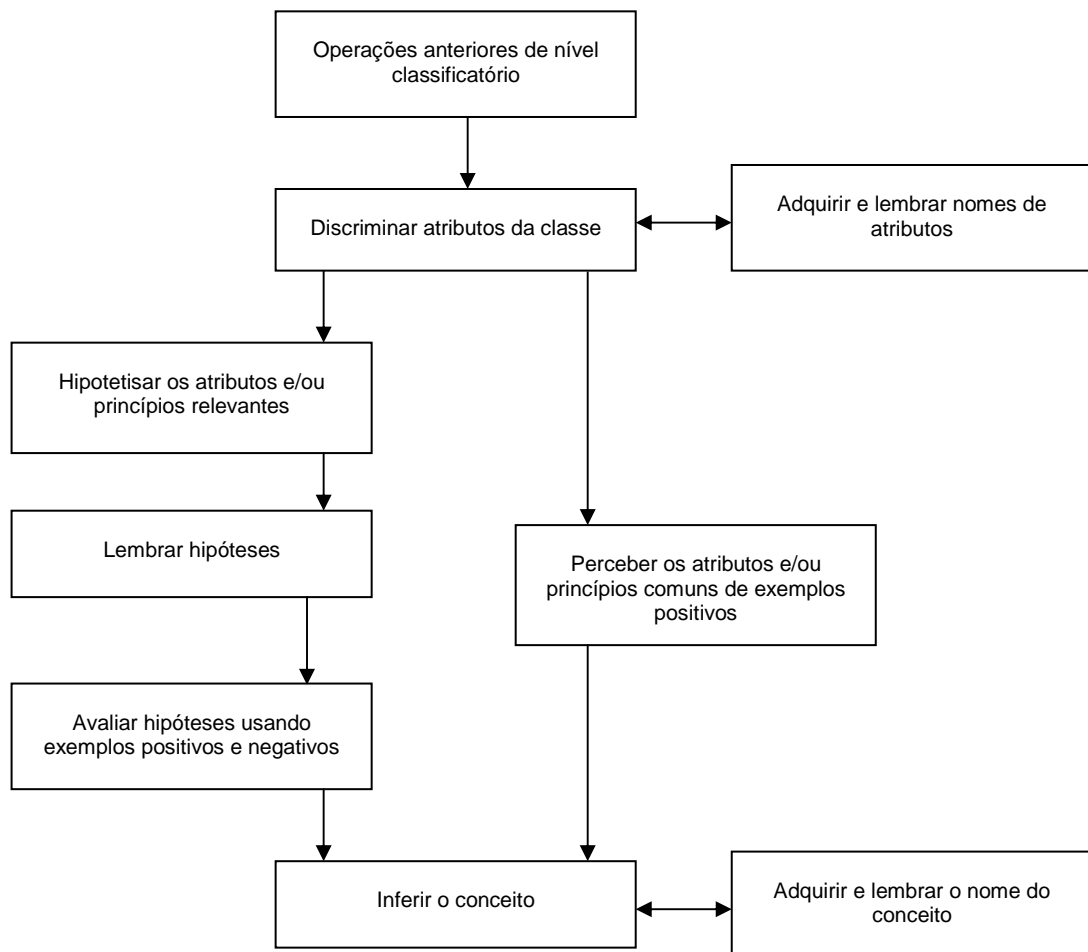 Operações anteriores de nível
classificatório
Discriminar atributos da classe
Adquirir e lembrar nomes de
atributos
Hipotetisar os atributos e/ou
princípios relevantes
Lembrar hipóteses
Perceber os atributos e/ou
princípios comuns de exemplos
positivos
Avaliar hipóteses usando
exemplos positivos e negativos
Inferir o conceito
Adquirir e lembrar o nome do
conceito